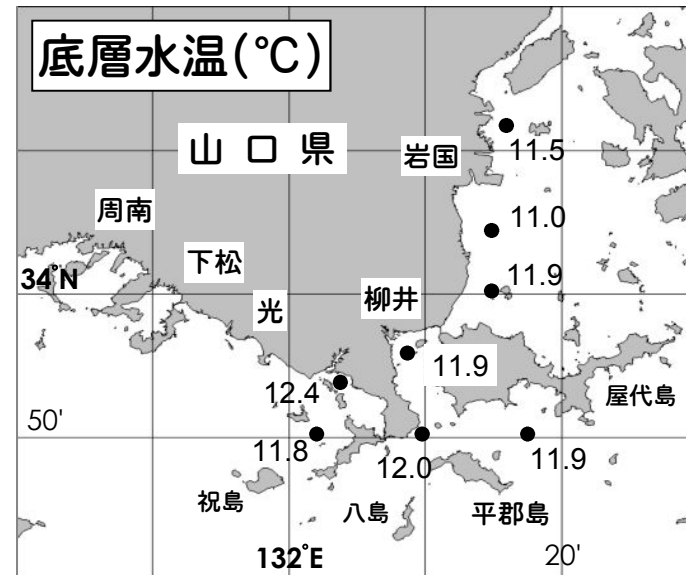 底層水温(℃)
山口県
岩国
11.5
周南
11.0
下松
34°N
11.9
光
柳井
11.9
12.4
屋代島
50'
11.8
12.0
11.9
祝島
八島
平郡島
132°E
20'